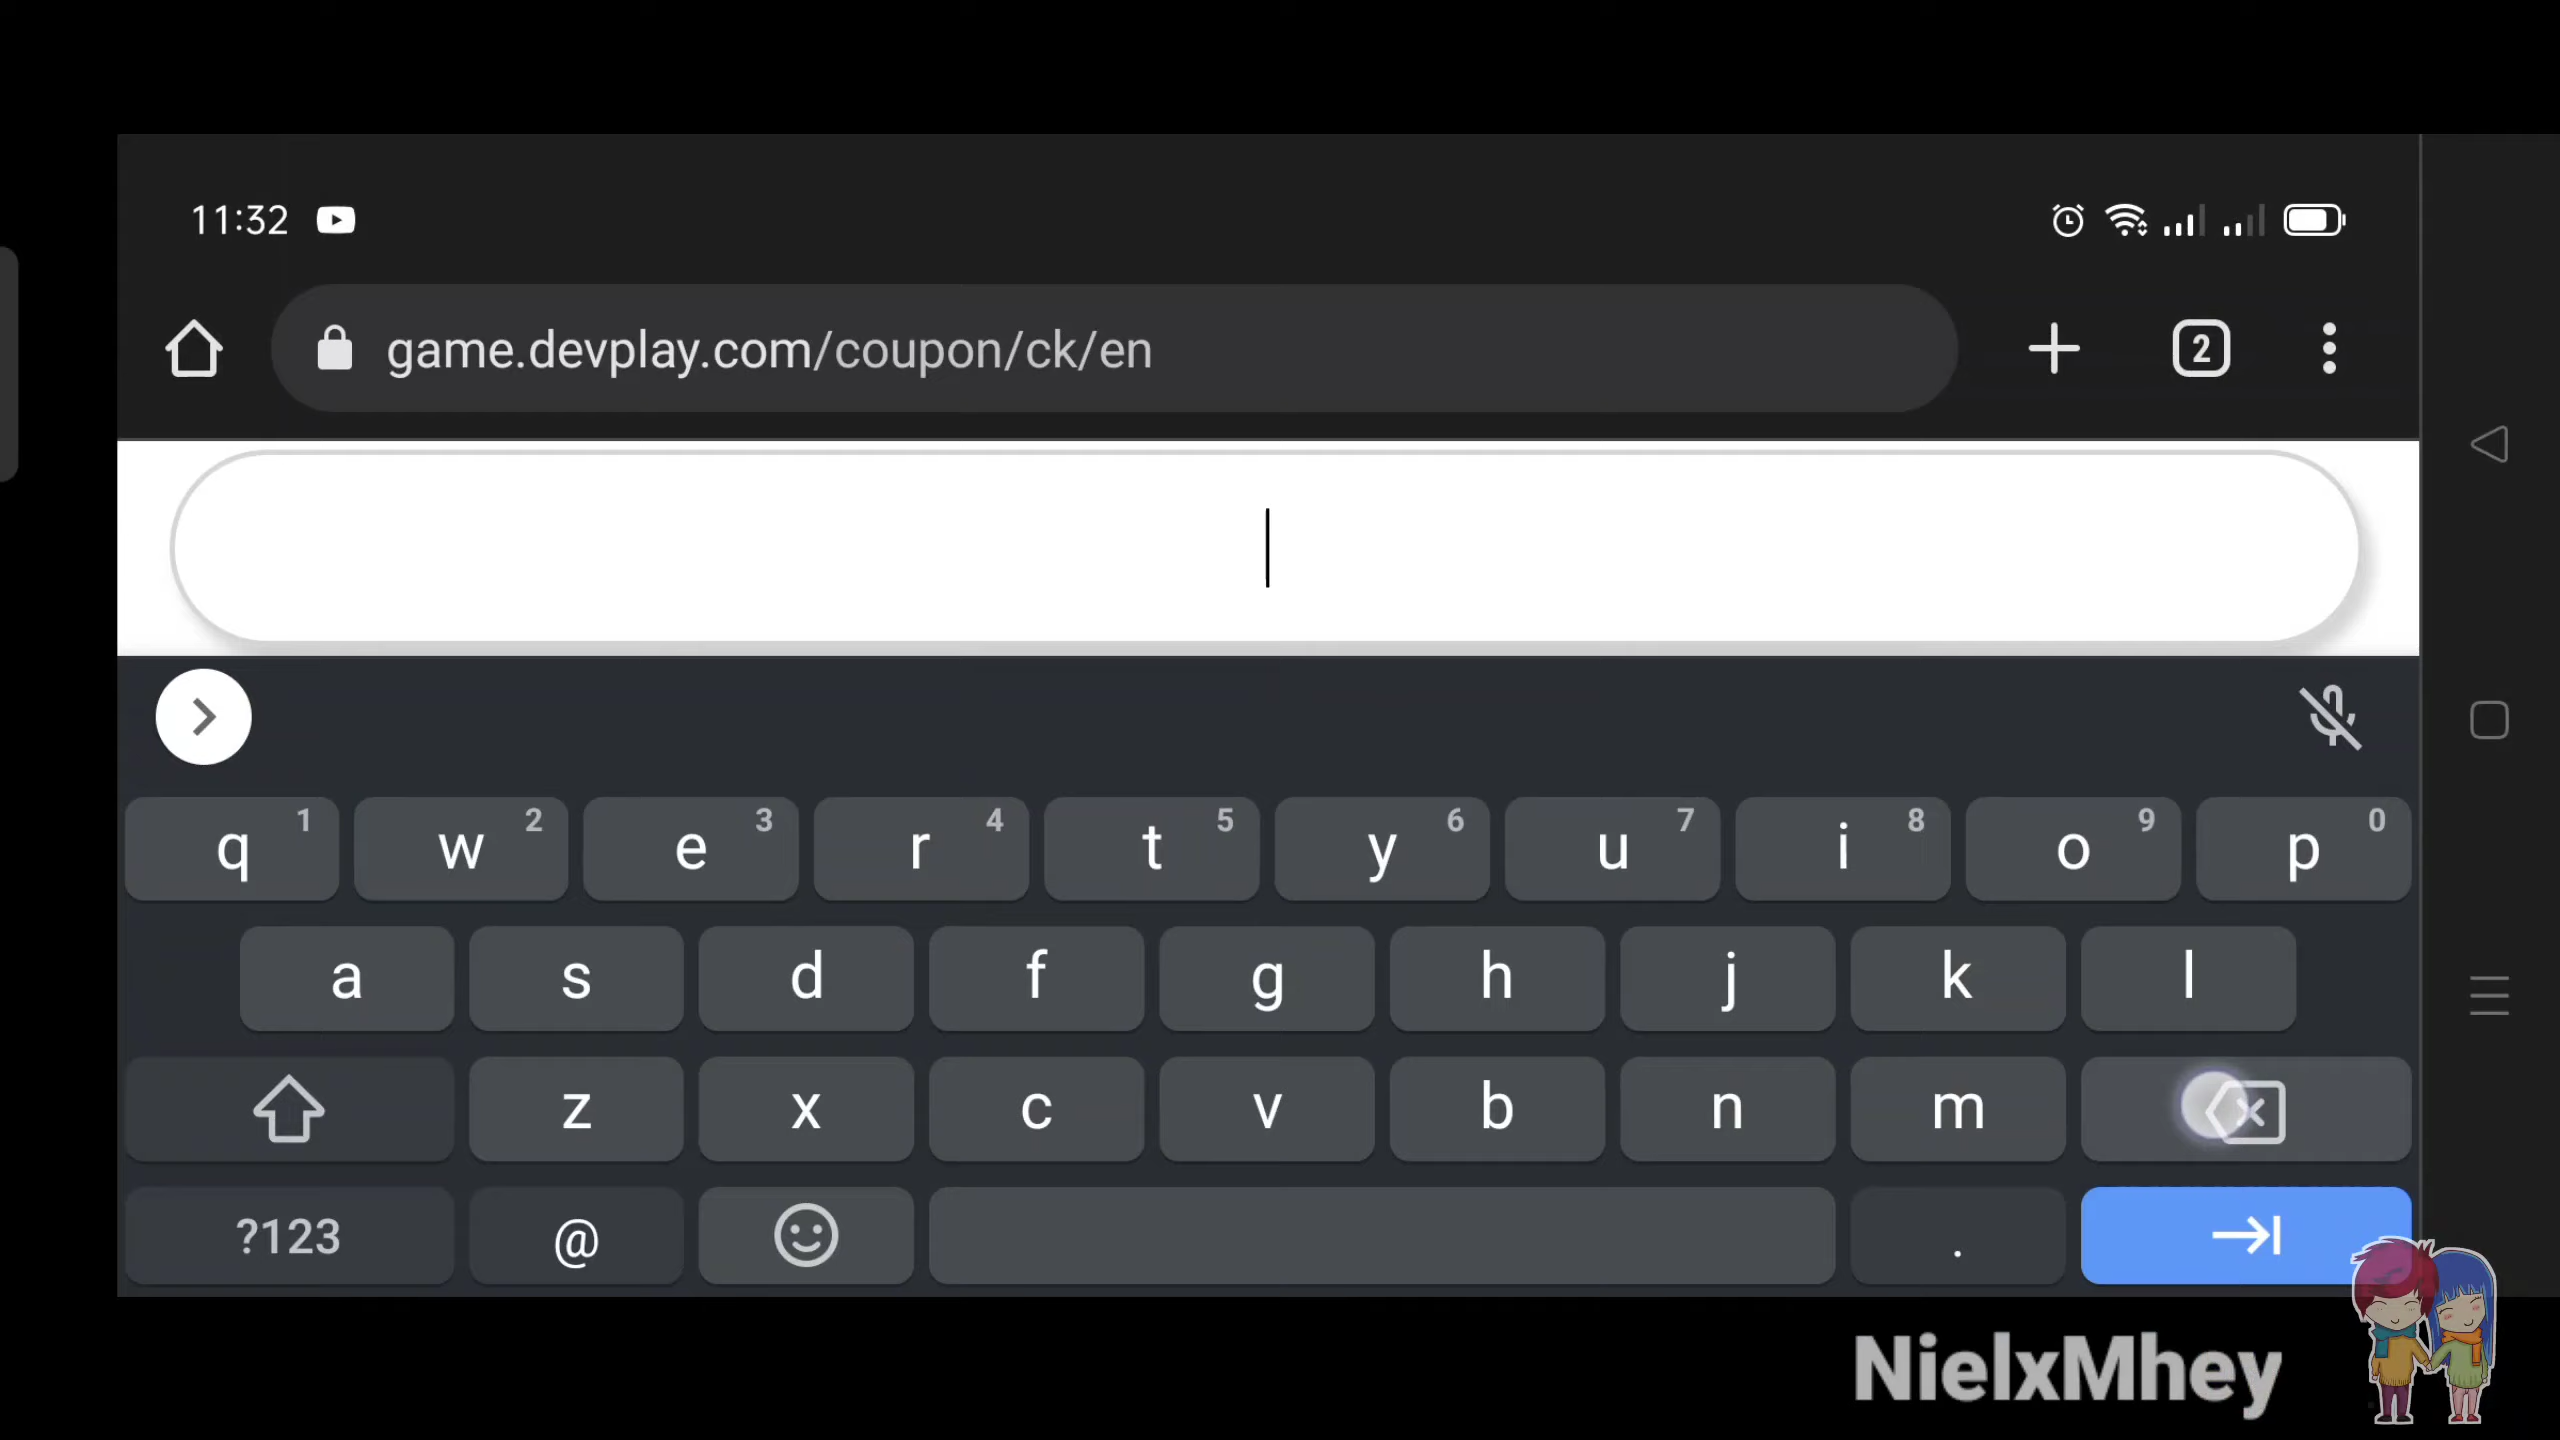 11:32
game.devplay.com/coupon/ck/en
2
q 1 w 2 e 3 r 4 t 5 y 6 u 7 i 8 o 9 p 0
a s d f g h j k l
z x c v b n m
?123 @ .
NielxMhey